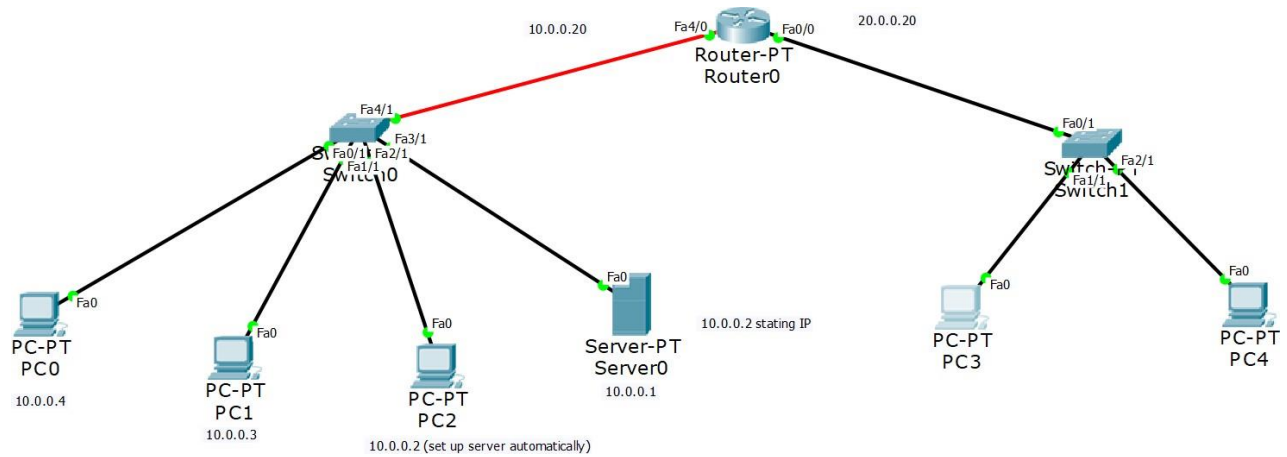 10.0.0.20
Fa4/0
Fa0/0
20.0.0.20
Router-PT
Router0
Fa4/1
Fa3/1
Fa0/1
Fa2/1
Fa1/1
Switch0
Fa0/1
Fa2/1
Fa1/1
Switch1
Fa0
PC-PT
PC0
10.0.0.4
Fa0
PC-PT
PC1
10.0.0.3
Fa0
PC-PT
PC2
10.0.0.2 (set up server automatically)
Fa0
Server-PT
Server0
10.0.0.1
10.0.0.2 stating IP
Fa0
PC-PT
PC3
Fa0
PC-PT
PC4